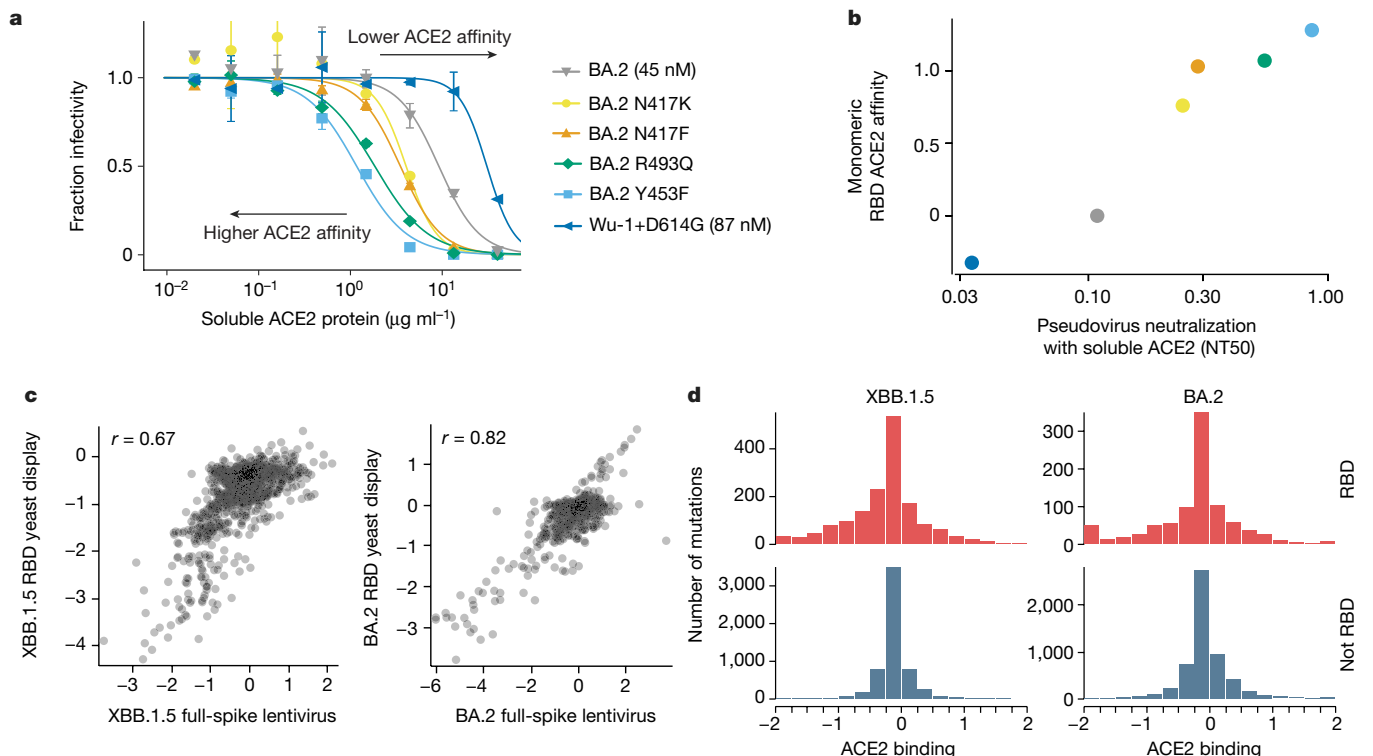 a
Lower ACE2 affinity
1.0
0.5
0
Fraction infectivity
Higher ACE2 affinity
10⁻²
10⁻¹
10⁰
10¹
Soluble ACE2 protein (μg ml⁻¹)
BA.2 (45 nM)
BA.2 N417K
BA.2 N417F
BA.2 R493Q
BA.2 Y453F
Wu-1+D614G (87 nM)
b
Monomeric
RBD ACE2 affinity
1.0
0.5
0
0.03
0.10
0.30
1.00
Pseudovirus neutralization
with soluble ACE2 (NT50)
c
XBB.1.5 RBD yeast display
r = 0.67
0
−1
−2
−3
−4
−3
−2
−1
0
1
2
XBB.1.5 full-spike lentivirus
BA.2 RBD yeast display
r = 0.82
1
0
−1
−2
−3
−6
−4
−2
0
2
BA.2 full-spike lentivirus
d
XBB.1.5
BA.2
Number of mutations
400
200
0
300
200
100
0
RBD
3,000
2,000
1,000
0
2,000
1,000
0
Not RBD
−2
−1
0
1
2
ACE2 binding
−2
−1
0
1
2
ACE2 binding